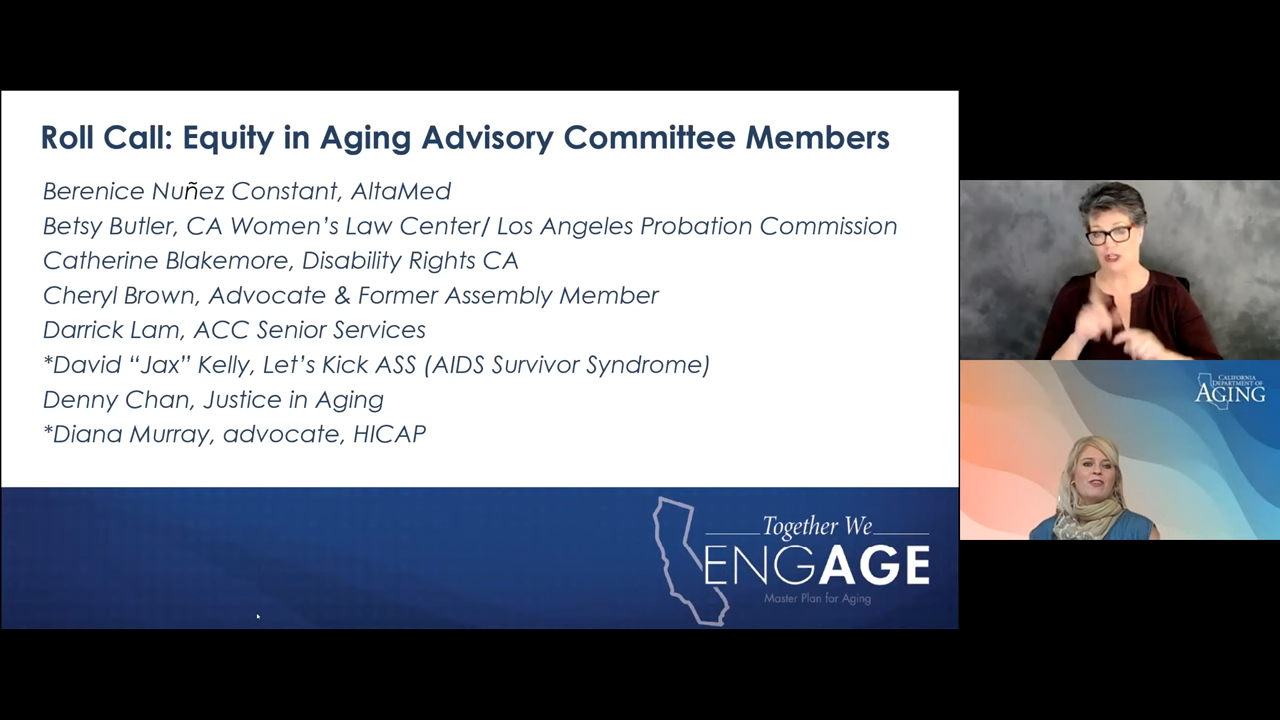 Roll Call: Equity in Aging Advisory Committee Members
Berenice Nuñez Constant, AltaMed
Betsy Butler, CA Women’s Law Center/ Los Angeles Probation Commission
Catherine Blakemore, Disability Rights CA
Cheryl Brown, Advocate & Former Assembly Member
Darrick Lam, ACC Senior Services
*David “Jax” Kelly, Let’s Kick ASS (AIDS Survivor Syndrome)
Denny Chan, Justice in Aging
*Diana Murray, advocate, HICAP
Together We
ENGAGE
Master Plan for Aging
CALIFORNIA
DEPARTMENT OF
AGING